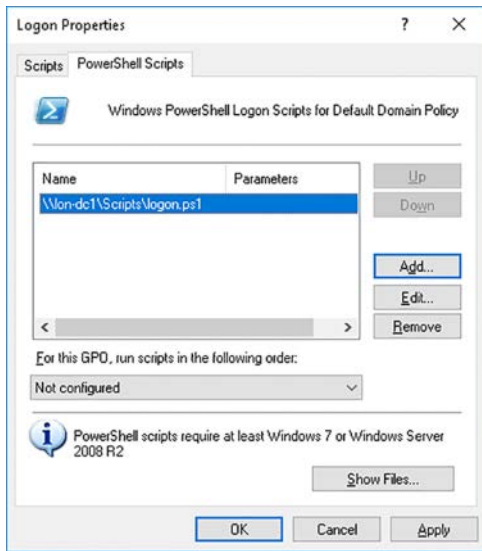 Logon Properties
Scripts
PowerShell Scripts
Windows PowerShell Logon Scripts for Default Domain Policy
Name
Parameters
Up
\\lon-dc1\Scripts\logon.ps1
Down
Add...
Edit...
Remove
For this GPO, run scripts in the following order:
Not configured
PowerShell scripts require at least Windows 7 or Windows Server
2008 R2
Show Files...
OK
Cancel
Apply